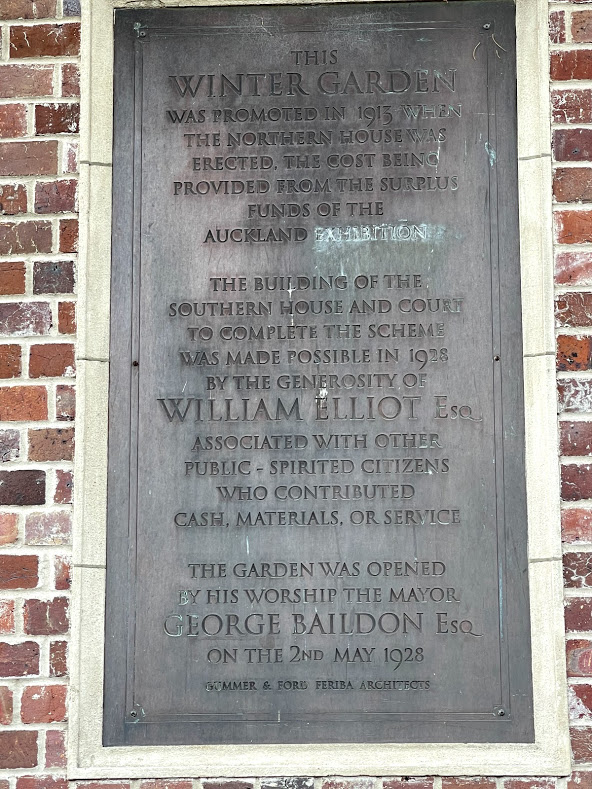 THIS
WINTER GARDEN
WAS PROMOTED IN 1913 WHEN
THE NORTHERN HOUSE WAS
ERECTED, THE COST BEING
PROVIDED FROM THE SURPLUS
FUNDS OF THE
AUCKLAND EXHIBITION
THE BUILDING OF THE
SOUTHERN HOUSE AND COURT
TO COMPLETE THE SCHEME
WAS MADE POSSIBLE IN 1928
BY THE GENEROSITY OF
WILLIAM ELLIOT ESQ
ASSOCIATED WITH OTHER
PUBLIC - SPIRITED CITIZENS
WHO CONTRIBUTED
CASH, MATERIALS, OR SERVICE
THE GARDEN WAS OPENED
BY HIS WORSHIP THE MAYOR
GEORGE BAILDON ESQ
ON THE 2ND MAY 1928
GUMMER & FORD FERIBA ARCHITECTS